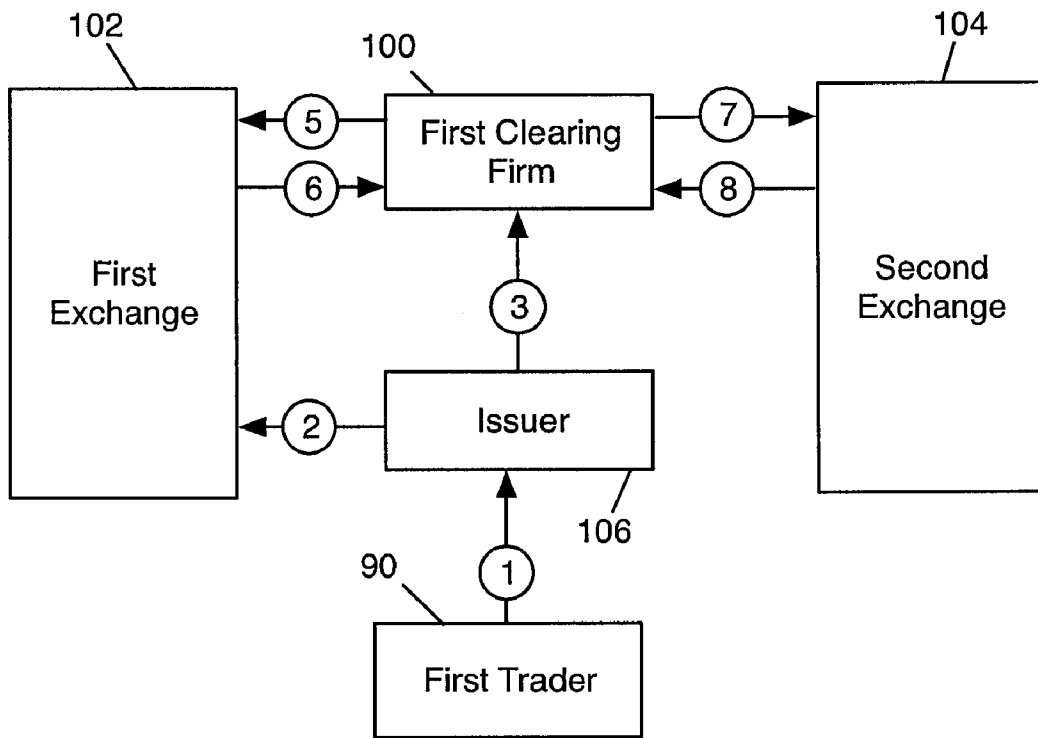 102
100
104
5
First Clearing
Firm
7
6
8
First
Exchange
3
Second
Exchange
2
Issuer
106
90
1
First Trader